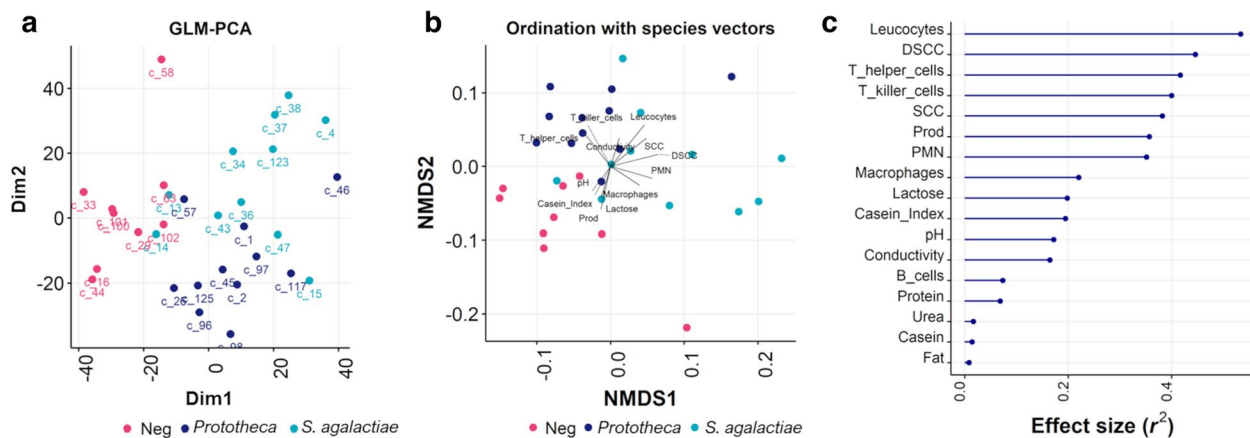 a
GLM-PCA
Dim2
40
20
0
-20
c_58
c_38
c_37
c_4
c_34
c_123
c_46
c_33
c_63
c_13
c_57
c_101
c_100
c_36
c_43
c_29
c_102
c_14
c_1
c_47
c_97
c_16
c_44
c_45
c_117
c_15
c_26
c_125
c_2
c_96
c_98
-40
-20
0
20
40
Dim1
Neg Prototheca S. agalactiae
b
Ordination with species vectors
NMDS2
0.1
0.0
-0.1
-0.2
T_killer_cells
Leucocytes
T_helper_cells
Conductivity
SCC
DSCC
PMN
pH
Macrophages
Casein_Index
Lactose
Prod
-0.1
0.0
0.1
0.2
NMDS1
Neg Prototheca S. agalactiae
c
Leucocytes
DSCC
T_helper_cells
T_killer_cells
SCC
Prod
PMN
Macrophages
Lactose
Casein_Index
pH
Conductivity
B_cells
Protein
Urea
Casein
Fat
0.0
0.2
0.4
Effect size (r²)